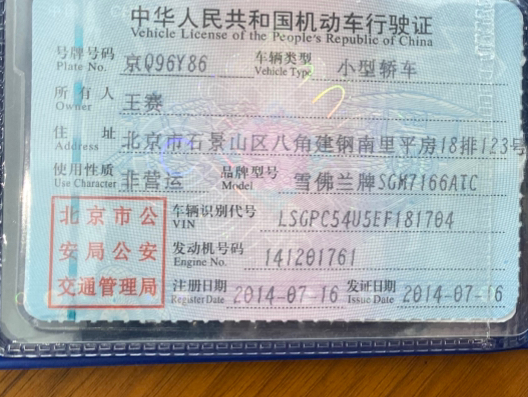 中华人民共和国机动车行驶证
Vehicle License of the People's Republic of China
号牌号码 京Q96Y86 车辆类型 小型轿车
Plate No. Vehicle Type
所有人 王赛
Owner
住址 北京市石景山区八角建钢南里平房18排123号
Address
使用性质 非营运 品牌型号 雪佛兰牌SGM7166ATC
Use Character Model
北京市公
安局公安
交通管理局
车辆识别代号 LSGPC54U5EF181704
VIN
发动机号码 141201761
Engine No.
注册日期 2014-07-16 发证日期 2014-07-16
Register Date Issue Date